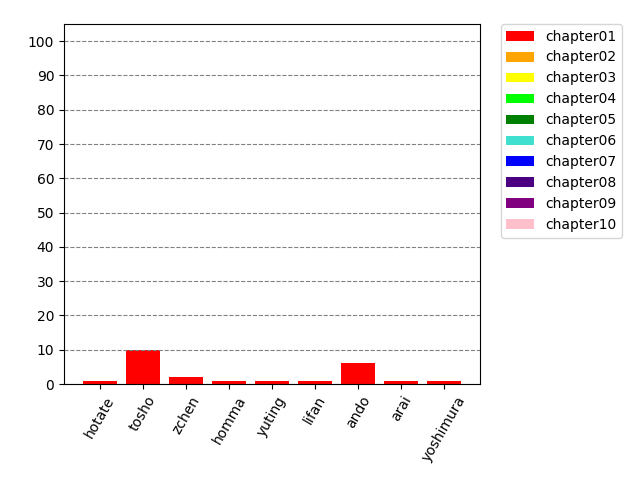 100
90
80
70
60
50
40
30
20
10
0
hotate
tosho
zchen
homma
yuting
lifan
ando
arai
yoshimura
chapter01
chapter02
chapter03
chapter04
chapter05
chapter06
chapter07
chapter08
chapter09
chapter10